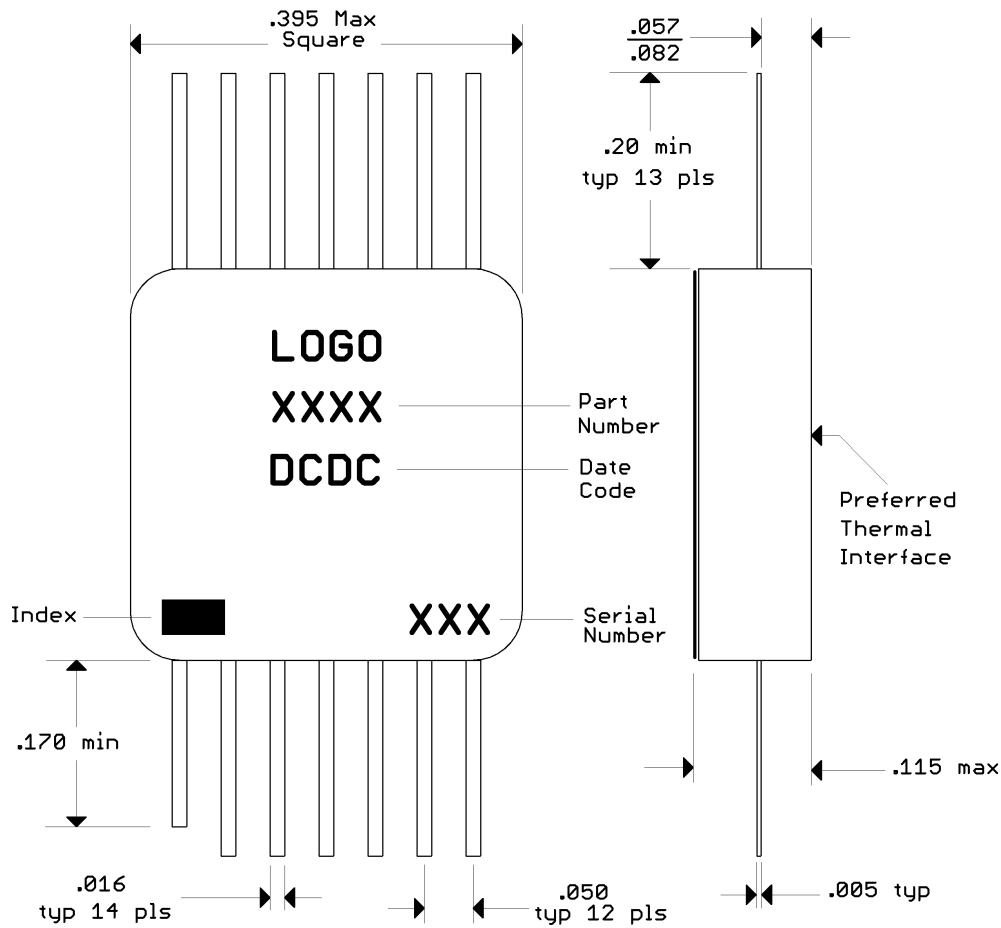 .395 Max
Square
.057
.082
.20 min
typ 13 pls
LOGO
XXXX
Part
Number
DCDC
Date
Code
Preferred
Thermal
Interface
Index
XXX
Serial
Number
.170 min
.115 max
.016
typ 14 pls
.050
typ 12 pls
.005 typ